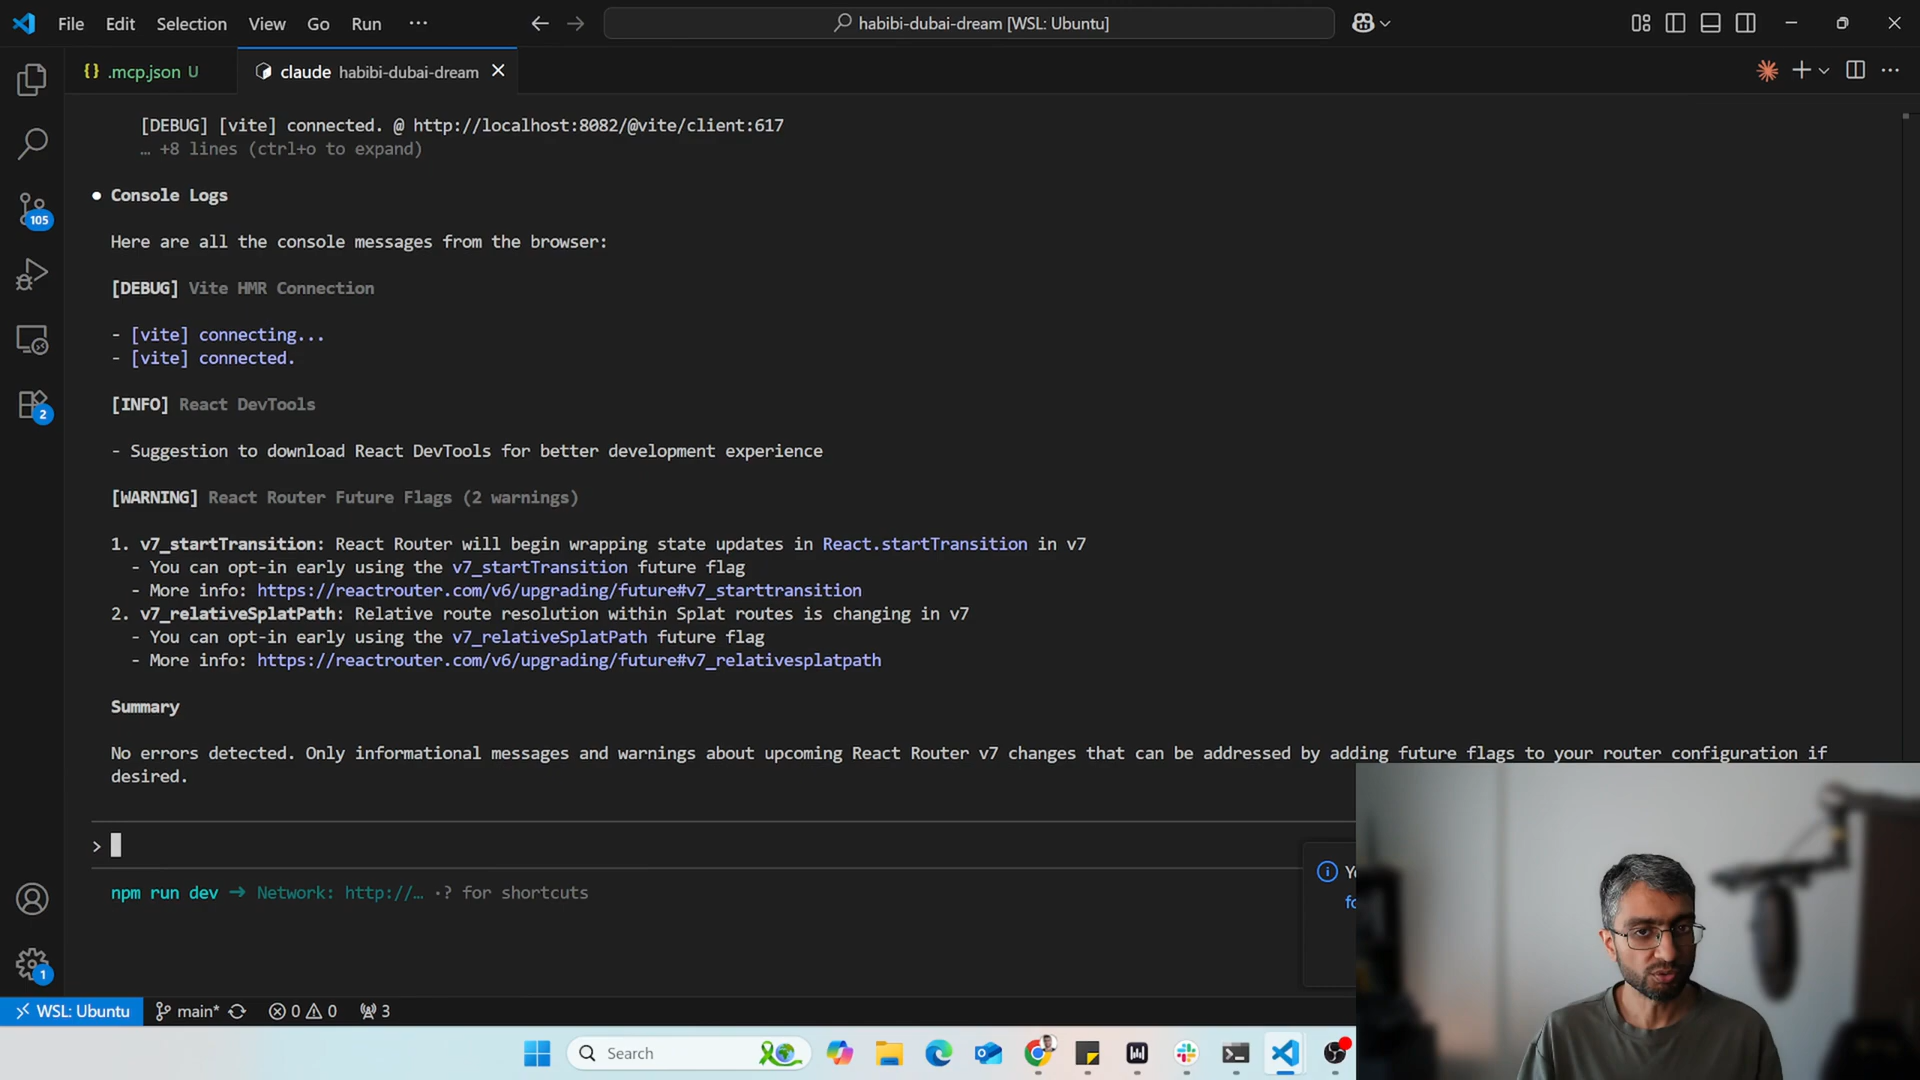 File Edit Selection View Go Run ···
habibi-dubai-dream [WSL: Ubuntu]
{} .mcp.json U
claude habibi-dubai-dream
[DEBUG] [vite] connected. @ http://localhost:8082/@vite/client:617
… +8 lines (ctrl+o to expand)
● Console Logs
Here are all the console messages from the browser:
[DEBUG] Vite HMR Connection
- [vite] connecting...
- [vite] connected.
[INFO] React DevTools
- Suggestion to download React DevTools for better development experience
[WARNING] React Router Future Flags (2 warnings)
1. v7_startTransition: React Router will begin wrapping state updates in React.startTransition in v7
- You can opt-in early using the v7_startTransition future flag
- More info: https://reactrouter.com/v6/upgrading/future#v7_starttransition
2. v7_relativeSplatPath: Relative route resolution within Splat routes is changing in v7
- You can opt-in early using the v7_relativeSplatPath future flag
- More info: https://reactrouter.com/v6/upgrading/future#v7_relativesplatpath
Summary
No errors detected. Only informational messages and warnings about upcoming React Router v7 changes that can be addressed by adding future flags to your router configuration if
desired.
>
npm run dev → Network: http://… ·? for shortcuts
105
2
1
WSL: Ubuntu main* 0 0 3
Search